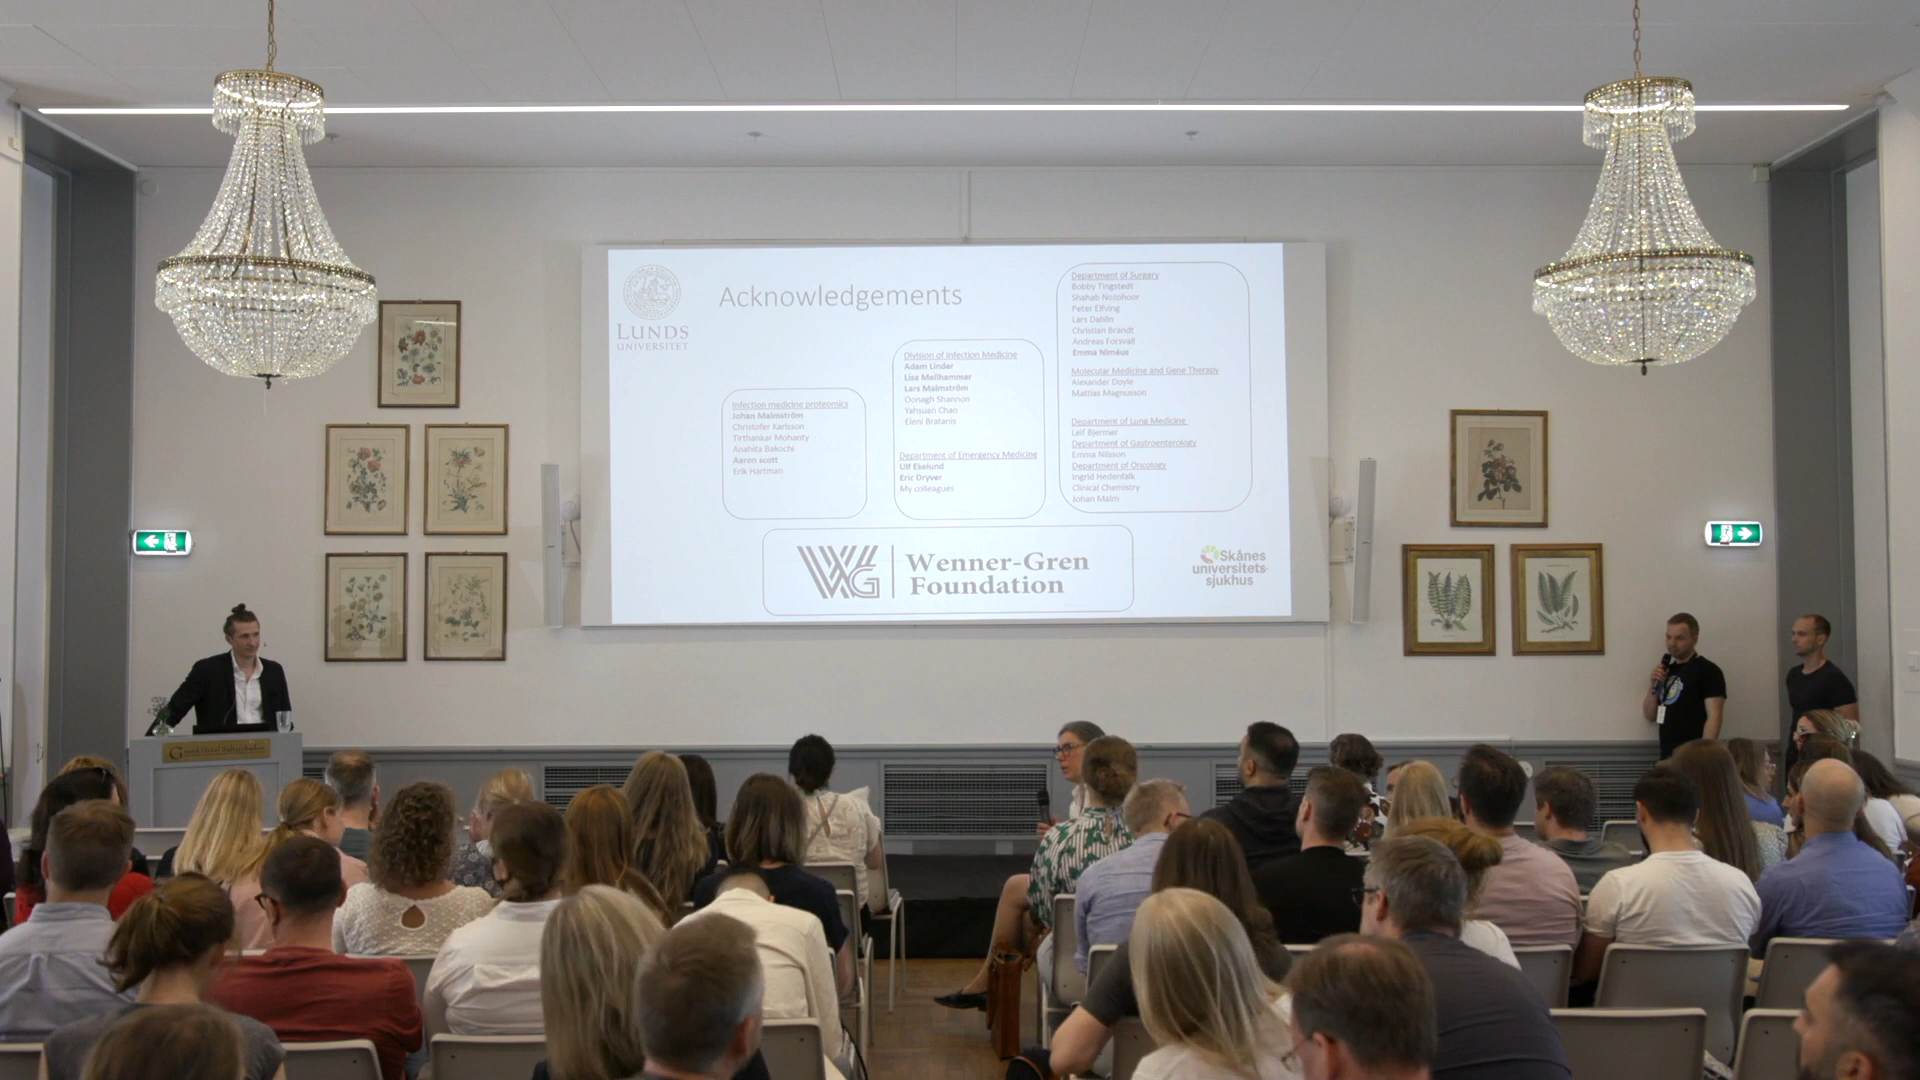 LUNDS
UNIVERSITET
Acknowledgements
Infection medicine proteomics
Johan Malmström
Christofer Karlsson
Tirthankar Mohanty
Anahita Bakochi
Aaron scott
Erik Hartman
Division of Infection Medicine
Adam Linder
Lisa Mellhammar
Lars Malmström
Oonagh Shannon
Yahsuan Chao
Eleni Bratanis
Department of Emergency Medicine
Ulf Ekelund
Eric Dryver
My colleagues
Department of Surgery
Bobby Tingstedt
Shahab Nozohoor
Peter Elfving
Lars Dahlin
Christian Brandt
Andreas Forsvall
Emma Niméus
Molecular Medicine and Gene Therapy
Alexander Doyle
Mattias Magnusson
Department of Lung Medicine
Leif Bjermer
Department of Gastroenterology
Emma Nilsson
Department of Oncology
Ingrid Hedenfalk
Clinical Chemistry
Johan Malm
WG
Wenner-Gren
Foundation
Skånes
universitets-
sjukhus
Grand Hotel Saltsjöbaden